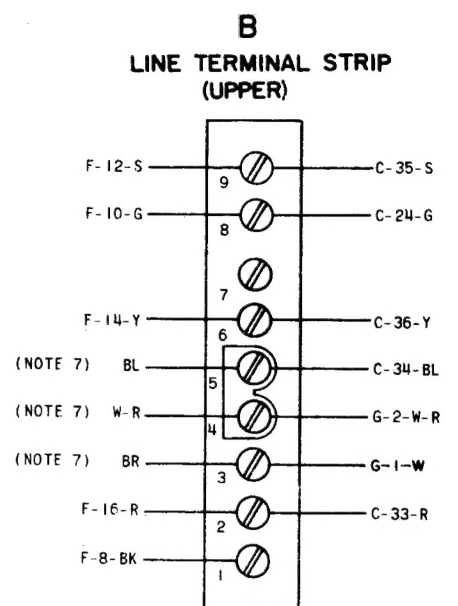 B
LINE TERMINAL STRIP
(UPPER)
F-12-S 9 C-35-S
F-10-G 8 C-24-G
7
F-14-Y 6 C-36-Y
(NOTE 7) BL 5 C-34-BL
(NOTE 7) W-R 4 G-2-W-R
(NOTE 7) BR 3 G-1-W
F-16-R 2 C-33-R
F-8-BK 1